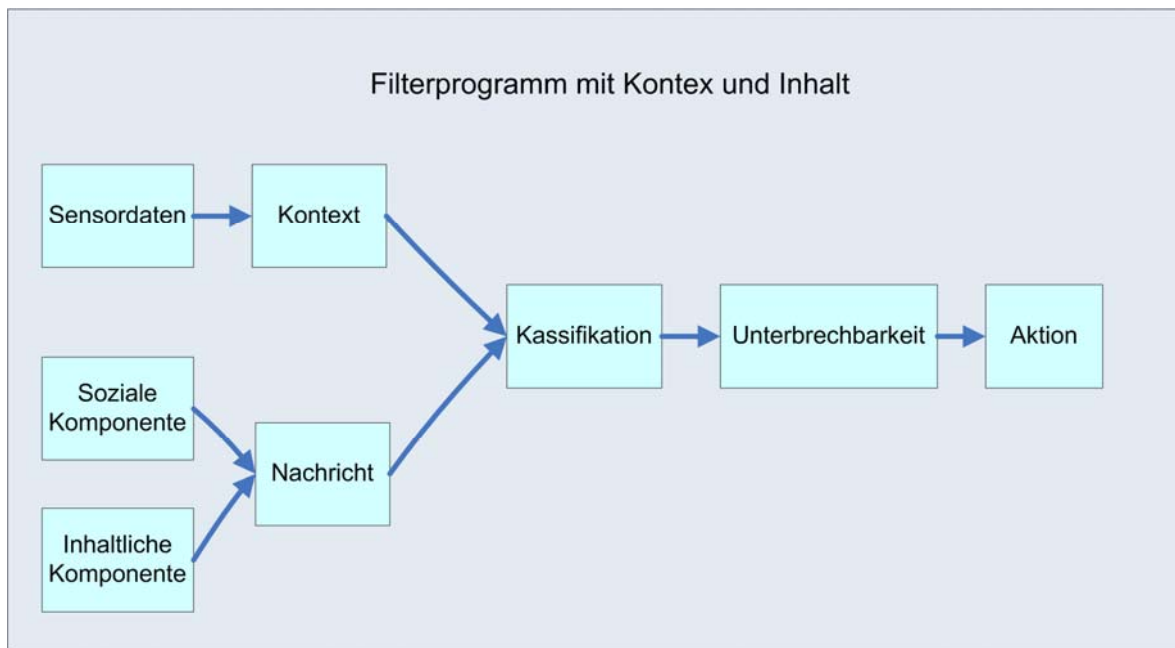 Filterprogramm mit Kontex und Inhalt
Sensordaten
Kontext
Kassifikation
Unterbrechbarkeit
Aktion
Soziale
Komponente
Nachricht
Inhaltliche
Komponente